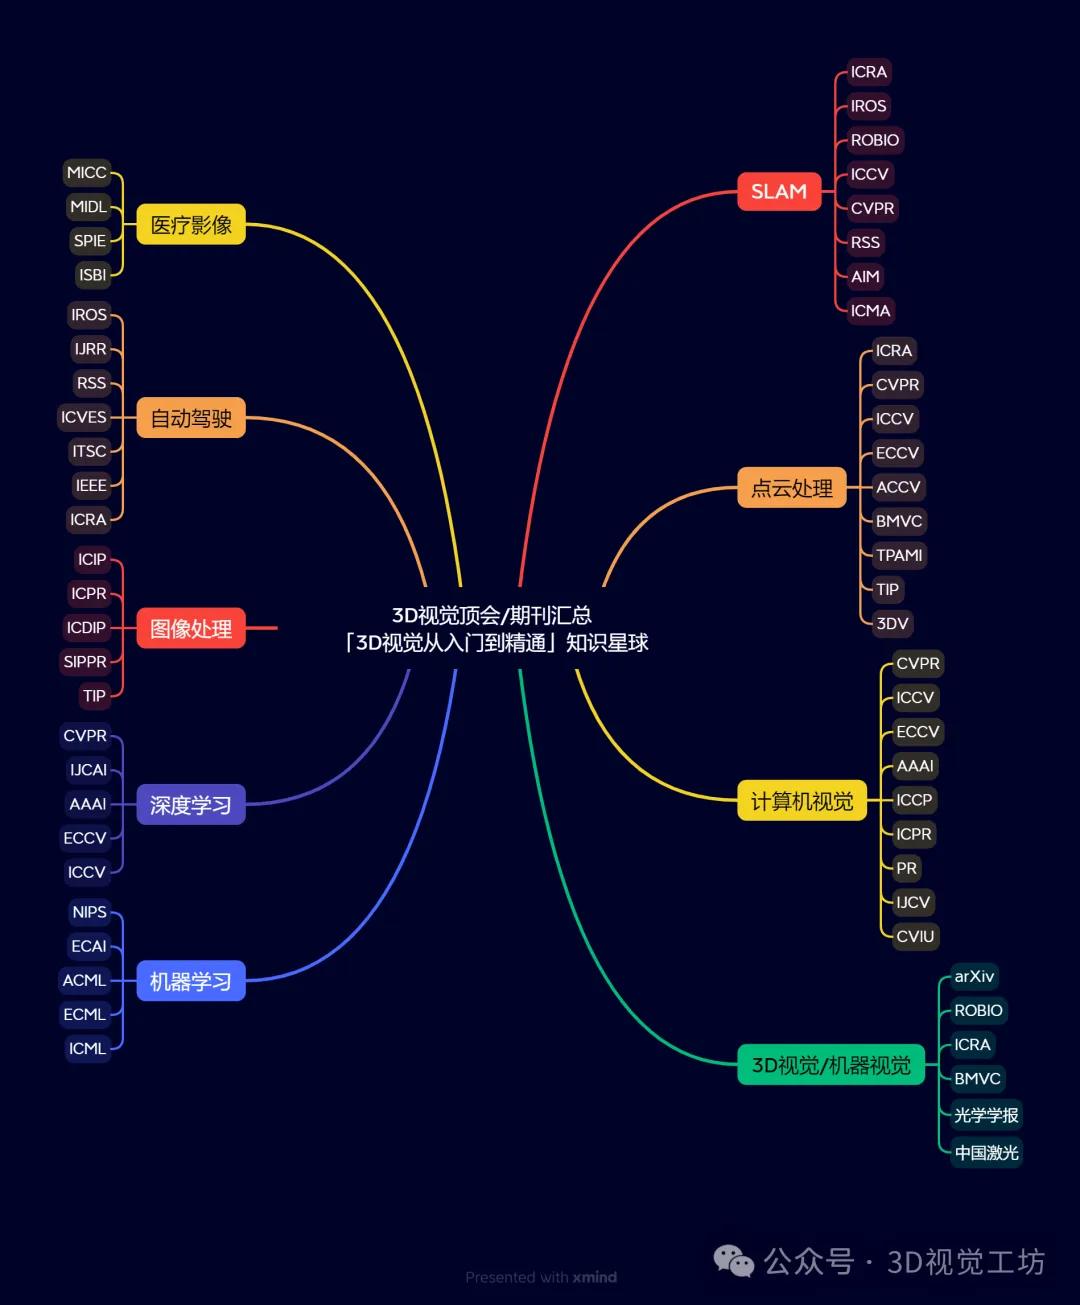 3D视觉顶会/期刊汇总
「3D视觉从入门到精通」知识星球
SLAM
ICRA
IROS
ROBIO
ICCV
CVPR
RSS
AIM
ICMA
点云处理
ICRA
CVPR
ICCV
ECCV
ACCV
BMVC
TPAMI
TIP
3DV
计算机视觉
CVPR
ICCV
ECCV
AAAI
ICCP
ICPR
PR
IJCV
CVIU
3D视觉/机器视觉
arXiv
ROBIO
ICRA
BMVC
光学学报
中国激光
医疗影像
MICC
MIDL
SPIE
ISBI
自动驾驶
IROS
IJRR
RSS
ICVES
ITSC
IEEE
ICRA
图像处理
ICIP
ICPR
ICDIP
SIPPR
TIP
深度学习
CVPR
IJCAI
AAAI
ECCV
ICCV
机器学习
NIPS
ECAI
ACML
ECML
ICML
Presented with xmind
公众号 · 3D视觉工坊